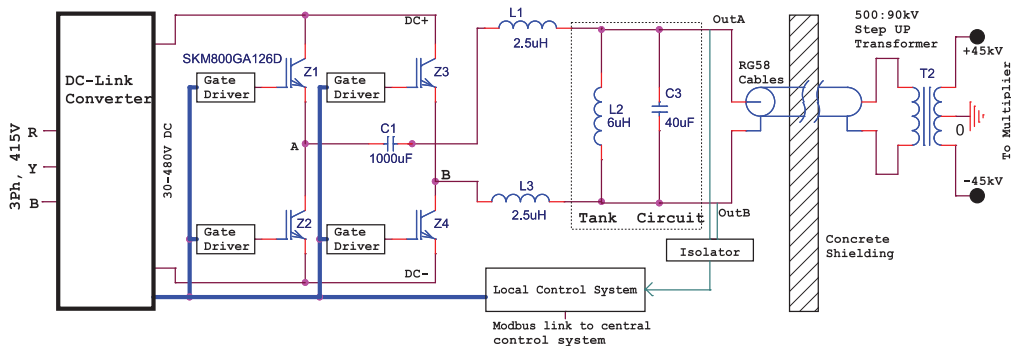 DC-Link
Converter
3Ph, 415V
R
Y
B
30-480V DC
DC+
SKM800GA126D
Z1
Gate
Driver
Z3
Gate
Driver
A
C1
1000uF
B
Z2
Gate
Driver
Z4
Gate
Driver
DC-
L1
2.5uH
L3
2.5uH
L2
6uH
C3
40uF
Tank Circuit
OutA
OutB
Isolator
Local Control System
Modbus link to central
control system
RG58
Cables
Concrete
Shielding
500:90kV
Step UP
Transformer
T2
+45kV
0
-45kV
To Multiplier